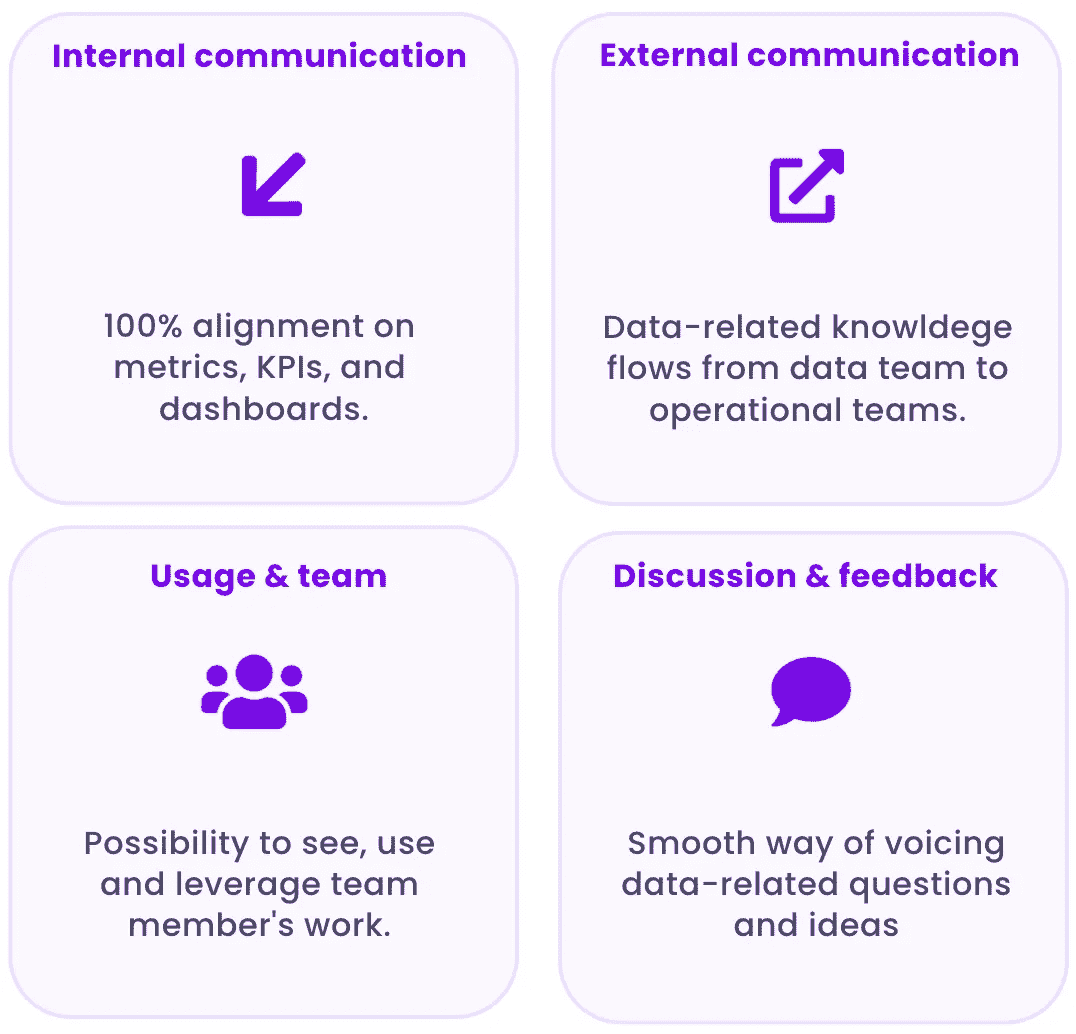 Internal communication
100% alignment on
metrics, KPIs, and
dashboards.
External communication
Data-related knowldege
flows from data team to
operational teams.
Usage & team
Possibility to see, use
and leverage team
member's work.
Discussion & feedback
Smooth way of voicing
data-related questions
and ideas